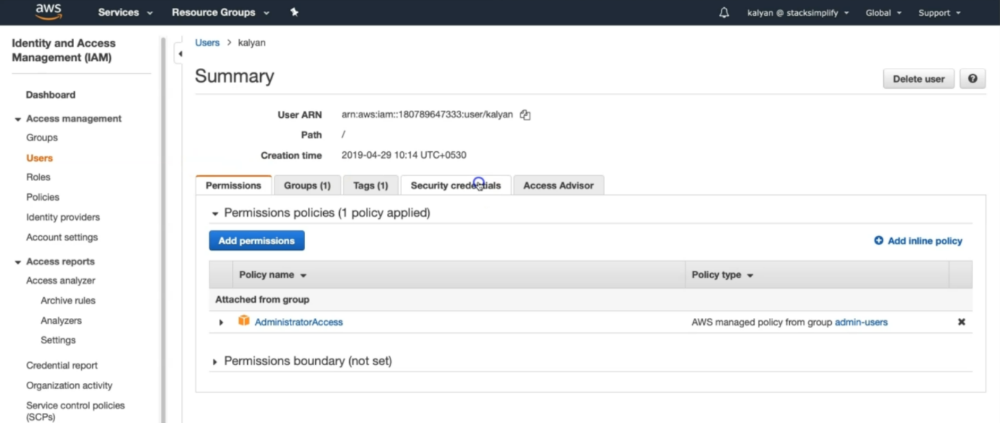 aws Services Resource Groups kalyan @ stacksimplify Global Support
Identity and Access
Management (IAM)
Dashboard
Access management
Groups
Users
Roles
Policies
Identity providers
Account settings
Access reports
Access analyzer
Archive rules
Analyzers
Settings
Credential report
Organization activity
Service control policies
(SCPs)
Users > kalyan
Summary
Delete user
User ARN arn:aws:iam::180789647333:user/kalyan
Path /
Creation time 2019-04-29 10:14 UTC+0530
Permissions Groups (1) Tags (1) Security credentials Access Advisor
Permissions policies (1 policy applied)
Add permissions Add inline policy
Policy name Policy type
Attached from group
AdministratorAccess AWS managed policy from group admin-users
Permissions boundary (not set)